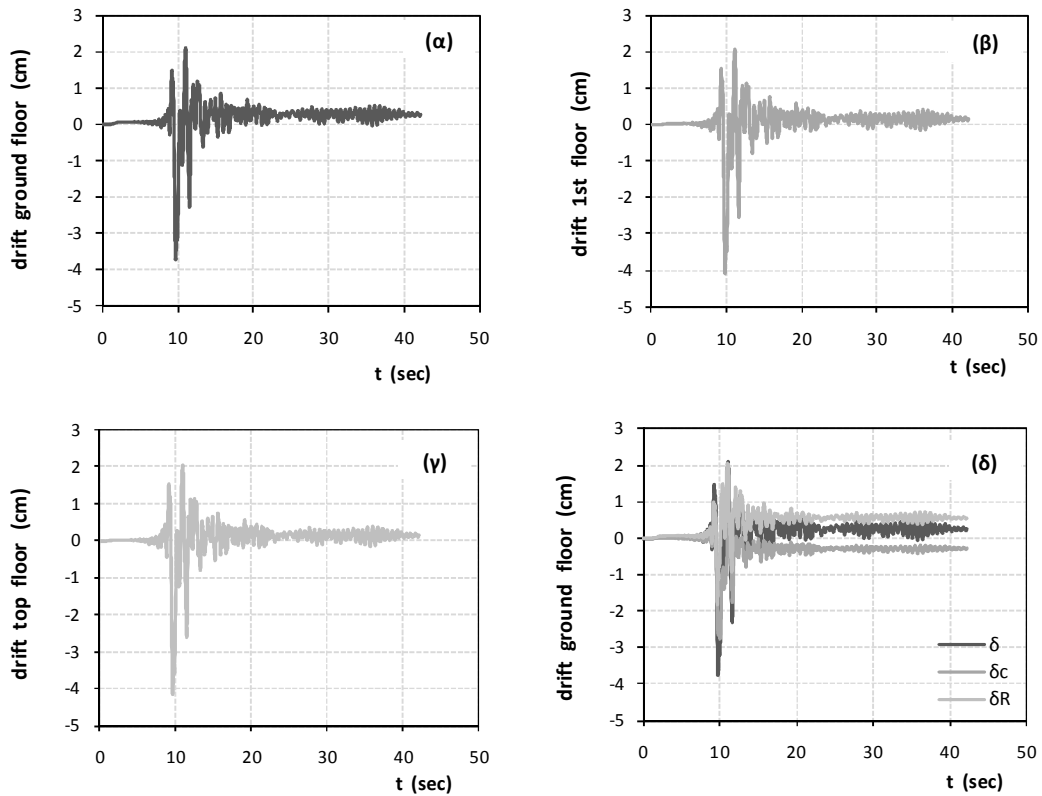 (α)
drift ground floor (cm)
3
2
1
0
-1
-2
-3
-4
-5
0 10 20 30 40 50
t (sec)
(β)
drift 1st floor (cm)
3
2
1
0
-1
-2
-3
-4
-5
0 10 20 30 40 50
t (sec)
(γ)
drift top floor (cm)
3
2
1
0
-1
-2
-3
-4
-5
0 10 20 30 40 50
t (sec)
(δ)
drift ground floor (cm)
3
2
1
0
-1
-2
-3
-4
-5
δ
δc
δR
0 10 20 30 40 50
t (sec)